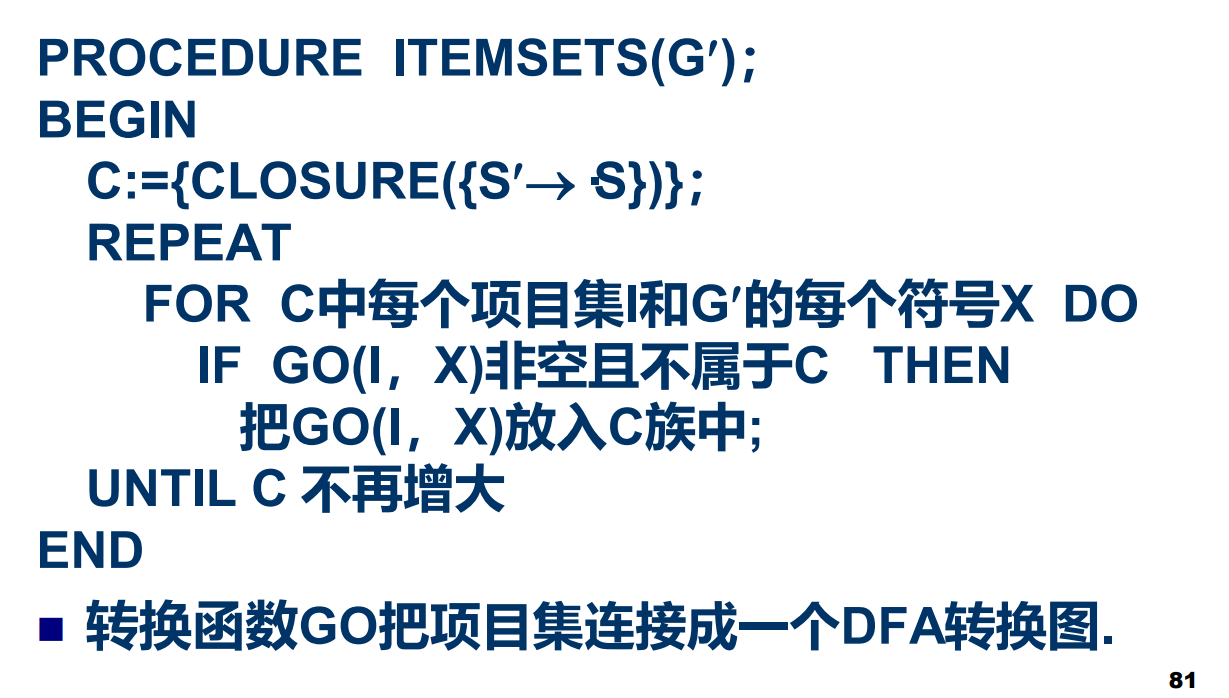 PROCEDURE ITEMSETS(G′);
BEGIN
C:={CLOSURE({S′→·S})};
REPEAT
FOR C中每个项目集I和G′的每个符号X DO
IF GO(I，X)非空且不属于C THEN
把GO(I，X)放入C族中;
UNTIL C 不再增大
END
■ 转换函数GO把项目集连接成一个DFA转换图.
81